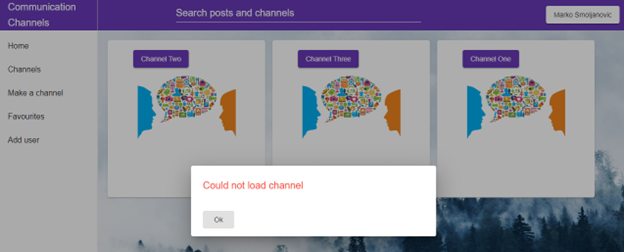 Communication
Channels
Search posts and channels
Marko Smoljanovic
Home
Channels
Make a channel
Favourites
Add user
Channel Two
Channel Three
Channel One
Could not load channel
Ok